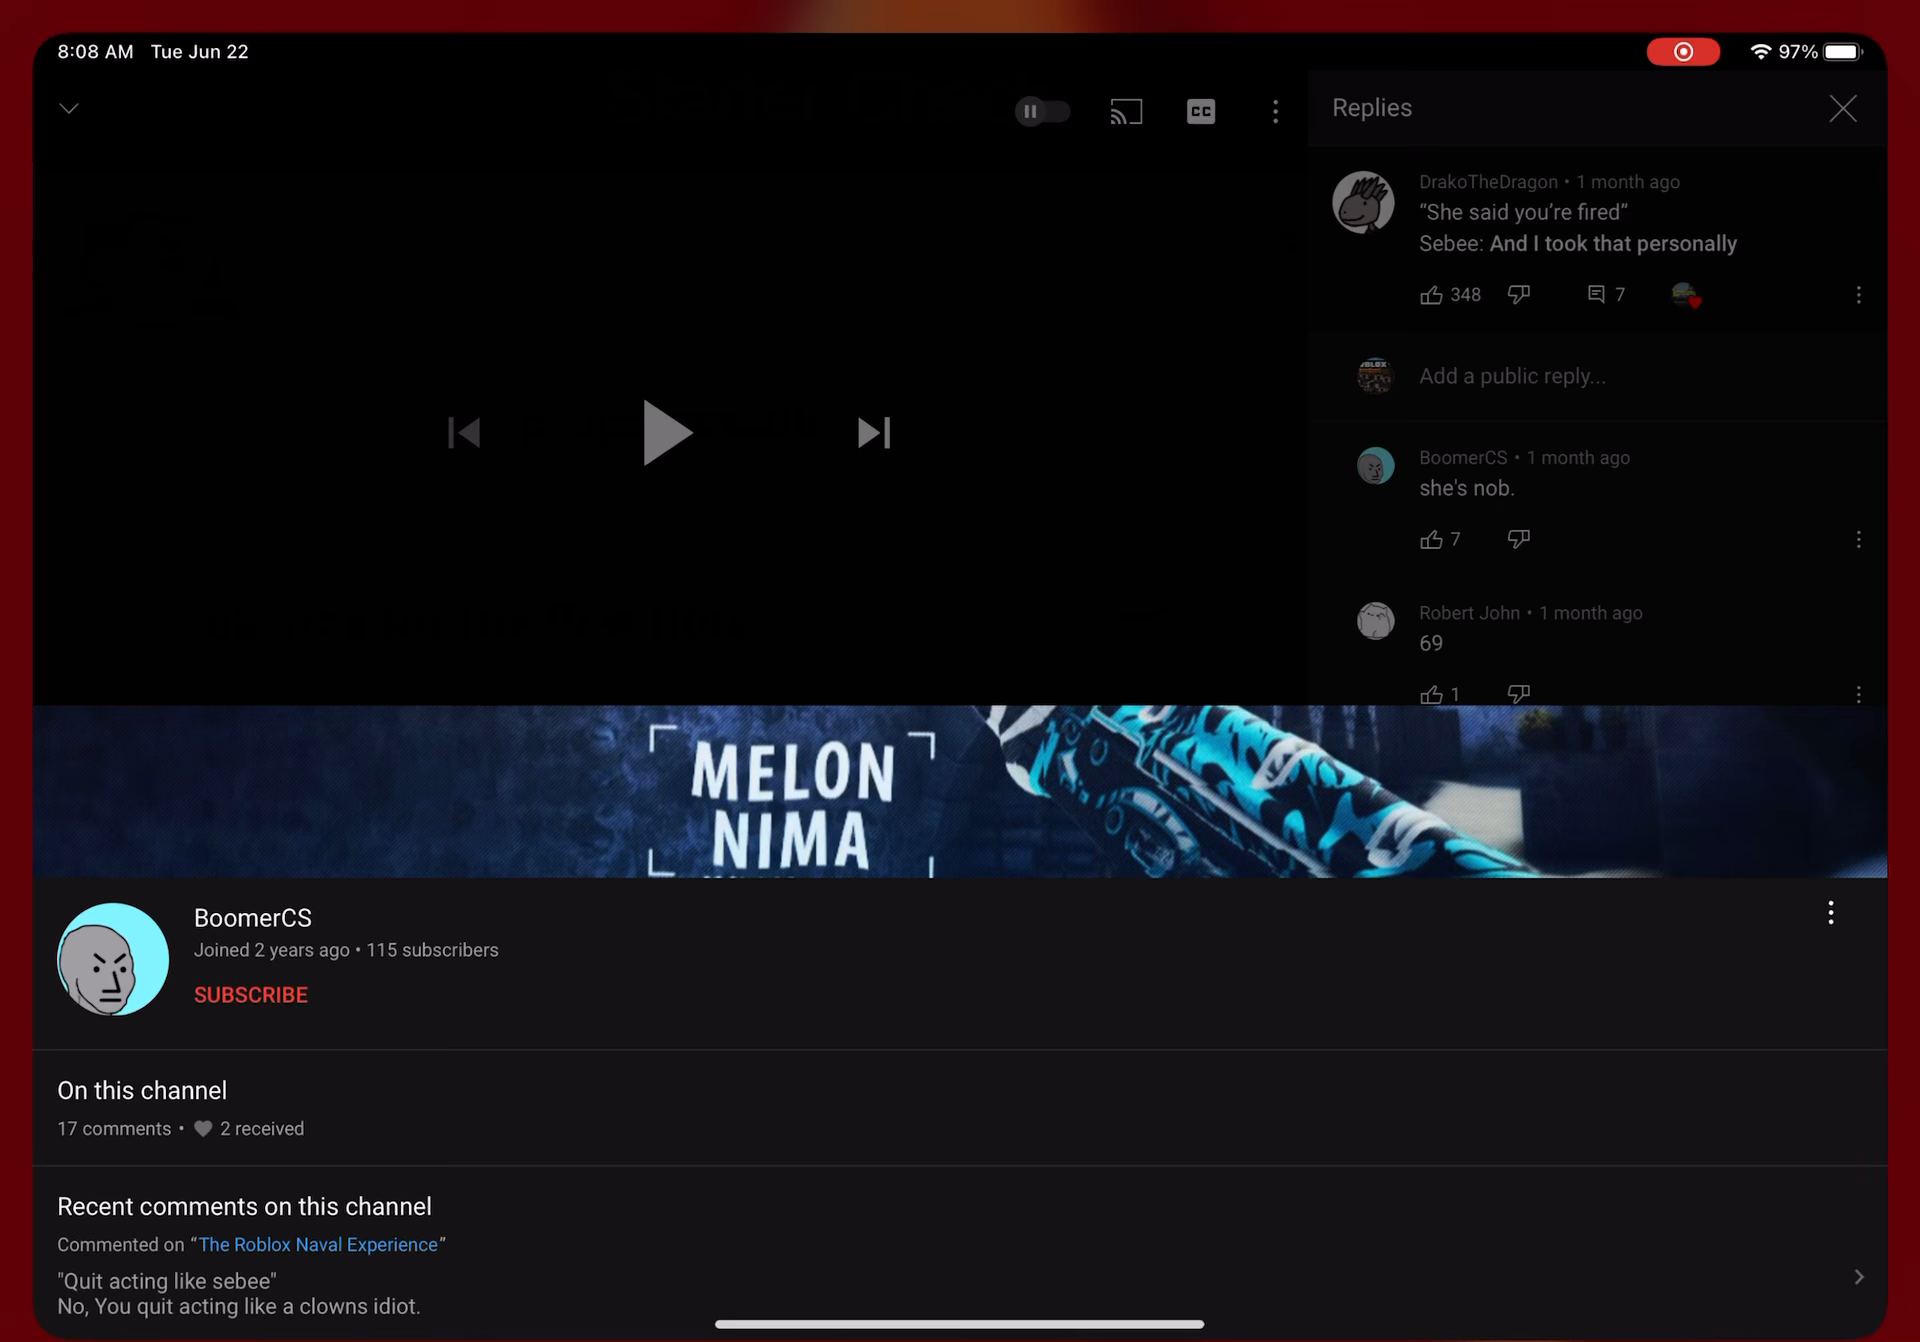 8:08 AM Tue Jun 22
97%
CC
Replies
DrakoTheDragon • 1 month ago
“She said you’re fired”
Sebee: And I took that personally
348 7
Add a public reply...
BoomerCS • 1 month ago
she's nob.
7
Robert John • 1 month ago
69
1
MELON
NIMA
BoomerCS
Joined 2 years ago • 115 subscribers
SUBSCRIBE
On this channel
17 comments • 2 received
Recent comments on this channel
Commented on “The Roblox Naval Experience”
"Quit acting like sebee"
No, You quit acting like a clowns idiot.